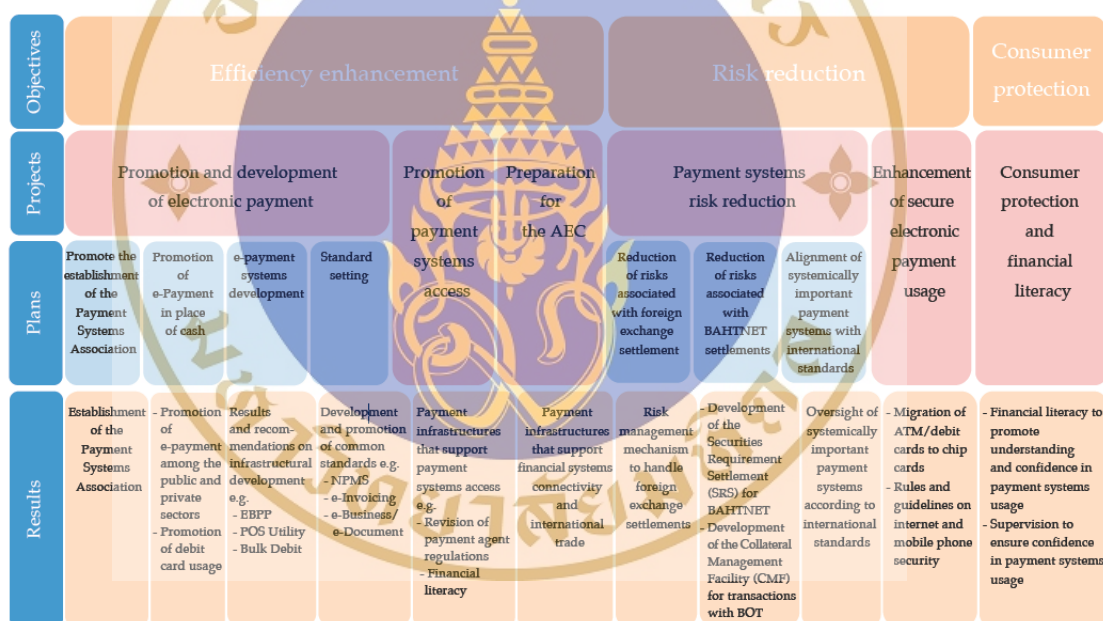 Objectives
Efficiency enhancement
Risk reduction
Consumer
protection
Projects
Promotion and development
of electronic payment
Promotion
of
payment
systems
access
Preparation
for
the AEC
Payment systems
risk reduction
Enhancement
of secure
electronic
payment
usage
Consumer
protection
and
financial
literacy
Plans
Promote the
establishment
of the
Payment
Systems
Association
Promotion
of
e-Payment
in place
of cash
e-payment
systems
development
Standard
setting
Reduction
of risks
associated
with foreign
exchange
settlement
Reduction
of risks
associated
with
BAHTNET
settlements
Alignment of
systemically
important
payment
systems with
international
standards
Results
Establishment
of the
Payment
Systems
Association
- Promotion
of
e-payment
among the
public and
private
sectors
- Promotion
of debit
card usage
Results
and recom-
mendations on
infrastructural
development
e.g.
- EBPP
- POS Utility
- Bulk Debit
Development
and promotion
of common
standards e.g.
- NPMS
- e-Invoicing
- e-Business/
e-Document
Payment
infrastructures
that support
payment
systems access
e.g.
- Revision of
payment agent
regulations
- Financial
literacy
Payment
infrastructures
that support
financial systems
connectivity
and
international
trade
Risk
management
mechanism
to handle
foreign
exchange
settlements
- Development
of the
Securities
Requirement
Settlement
(SRS) for
BAHTNET
- Development
of the Collateral
Management
Facility (CMF)
for transactions
with BOT
Oversight of
systemically
important
payment
systems
according to
international
standards
- Migration of
ATM/debit
cards to chip
cards
- Rules and
guidelines on
internet and
mobile phone
security
- Financial literacy to
promote
understanding
and confidence in
payment systems
usage
- Supervision to
ensure confidence
in payment systems
usage